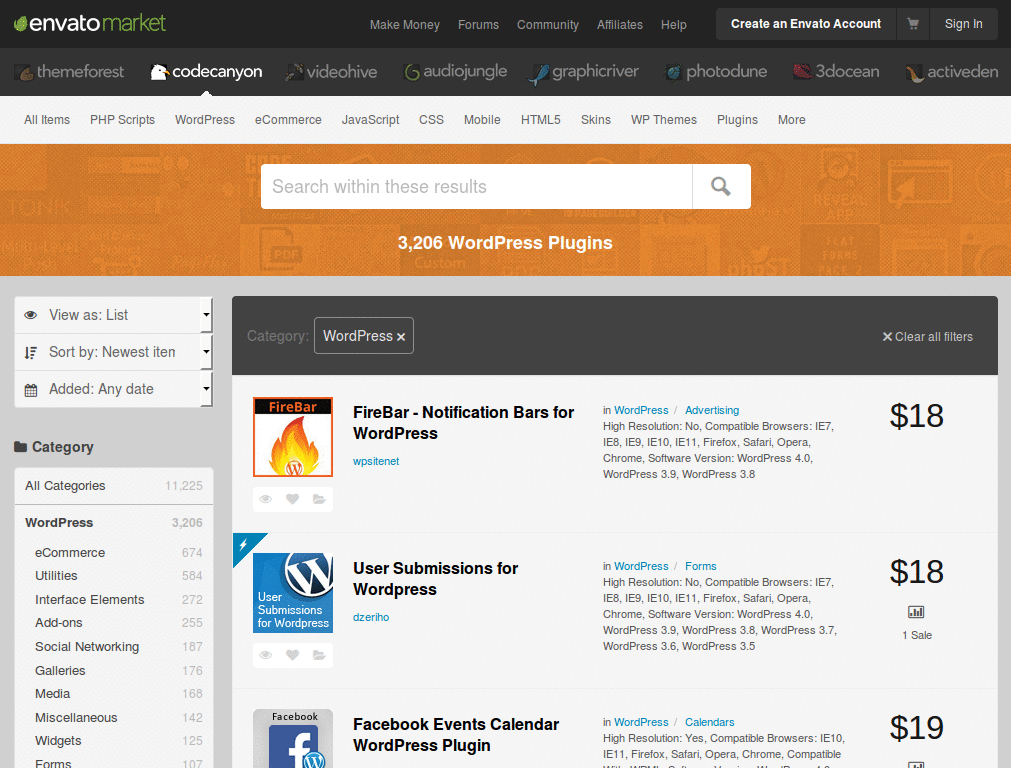 envatomarket
Make Money Forums Community Affiliates Help Create an Envato Account Sign In
themeforest codecanyon videohive audiojungle graphicriver photodune 3docean activeden
All Items PHP Scripts WordPress eCommerce JavaScript CSS Mobile HTML5 Skins WP Themes Plugins More
Search within these results
3,206 WordPress Plugins
View as: List
Sort by: Newest item
Added: Any date
Category
All Categories 11,225
WordPress 3,206
eCommerce 674
Utilities 584
Interface Elements 272
Add-ons 255
Social Networking 187
Galleries 176
Media 168
Miscellaneous 142
Widgets 125
Forms 107
Category: WordPress ×
× Clear all filters
FireBar
FireBar - Notification Bars for
WordPress
wpsitenet
in WordPress / Advertising
High Resolution: No, Compatible Browsers: IE7,
IE8, IE9, IE10, IE11, Firefox, Safari, Opera,
Chrome, Software Version: WordPress 4.0,
WordPress 3.9, WordPress 3.8
$18
User
Submissions
for Wordpress
User Submissions for
Wordpress
dzeriho
in WordPress / Forms
High Resolution: No, Compatible Browsers: IE7,
IE8, IE9, IE10, IE11, Firefox, Safari, Opera,
Chrome, Software Version: WordPress 4.0,
WordPress 3.9, WordPress 3.8, WordPress 3.7,
WordPress 3.6, WordPress 3.5
$18
1 Sale
Facebook
Facebook Events Calendar
WordPress Plugin
in WordPress / Calendars
High Resolution: Yes, Compatible Browsers: IE10,
IE11, Firefox, Safari, Opera, Chrome, Compatible
$19